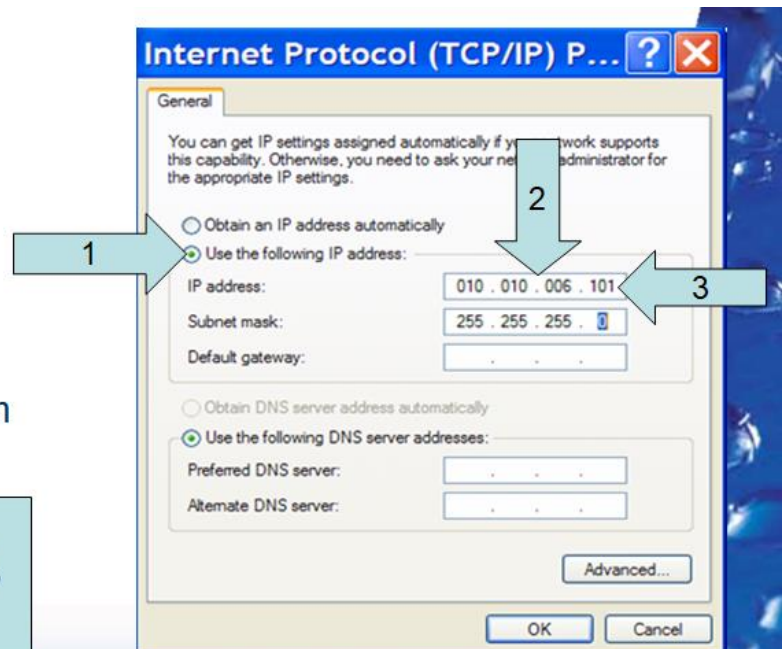 Internet Protocol (TCP/IP) P...
General
You can get IP settings assigned automatically if your network supports
this capability. Otherwise, you need to ask your administrator for
the appropriate IP settings.
2
Obtain an IP address automatically
1
Use the following IP address:
IP address: 010 . 010 . 006 . 101
3
Subnet mask: 255 . 255 . 255 . 0
Default gateway: . . .
Obtain DNS server address automatically
Use the following DNS server addresses:
Preferred DNS server: . . .
Alternate DNS server: . . .
Advanced...
OK Cancel